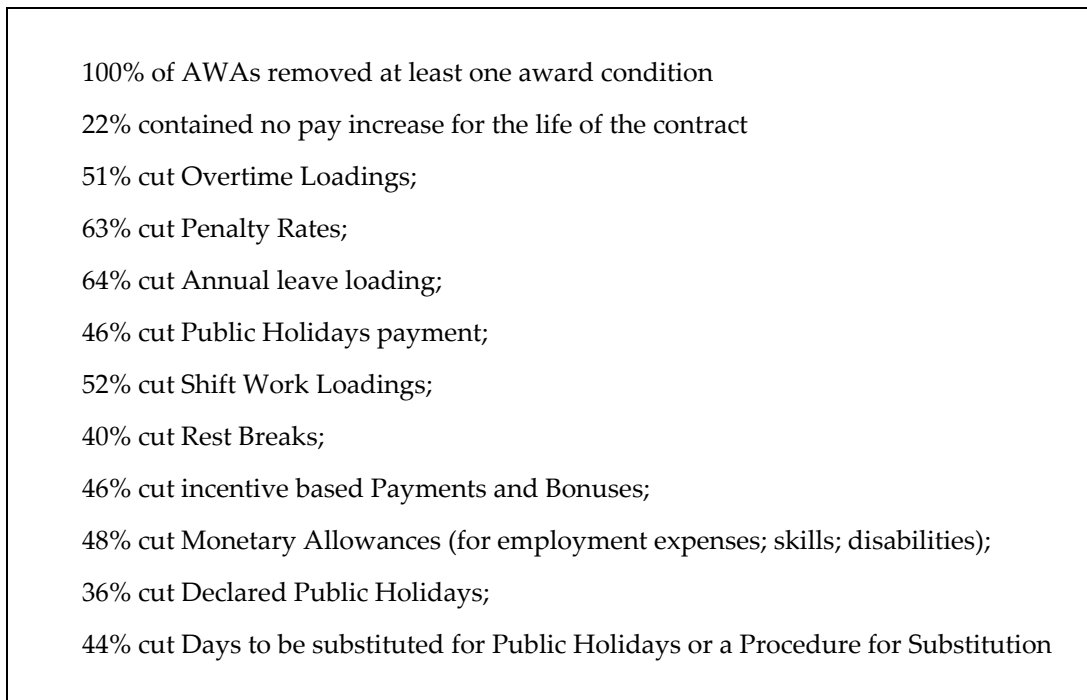 100% of AWAs removed at least one award condition
22% contained no pay increase for the life of the contract
51% cut Overtime Loadings;
63% cut Penalty Rates;
64% cut Annual leave loading;
46% cut Public Holidays payment;
52% cut Shift Work Loadings;
40% cut Rest Breaks;
46% cut incentive based Payments and Bonuses;
48% cut Monetary Allowances (for employment expenses; skills; disabilities);
36% cut Declared Public Holidays;
44% cut Days to be substituted for Public Holidays or a Procedure for Substitution